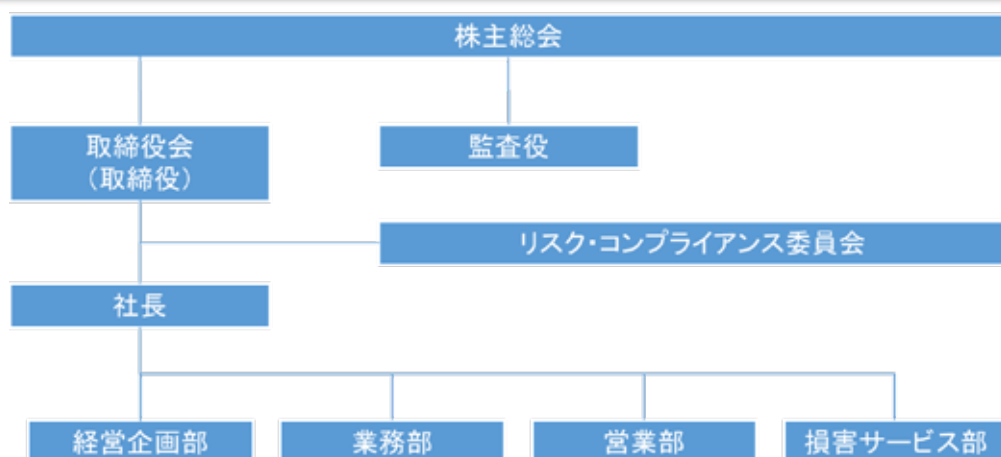 株主総会
取締役会
（取締役）
監査役
リスク・コンプライアンス委員会
社長
経営企画部
業務部
営業部
損害サービス部